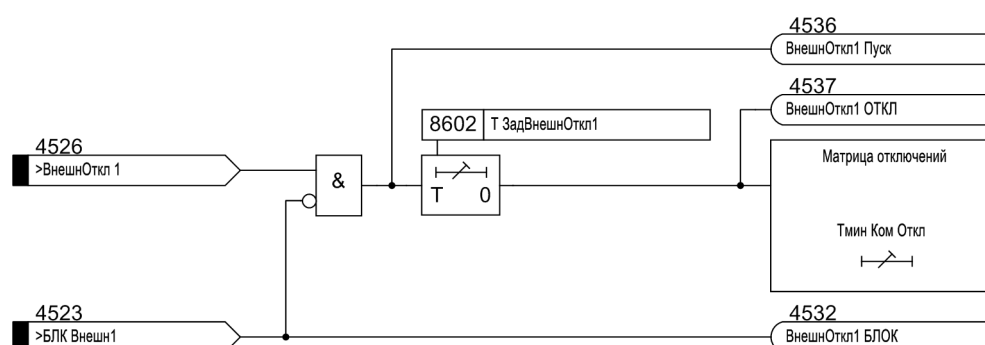 4536
ВнешнОткл1 Пуск
4537
ВнешнОткл1 ОТКЛ
8602 Т ЗадВнешнОткл1
4526
>ВнешнОткл 1
&
T 0
Матрица отключений
Тмин Ком Откл
4523
>БЛК Внешн1
4532
ВнешнОткл1 БЛОК